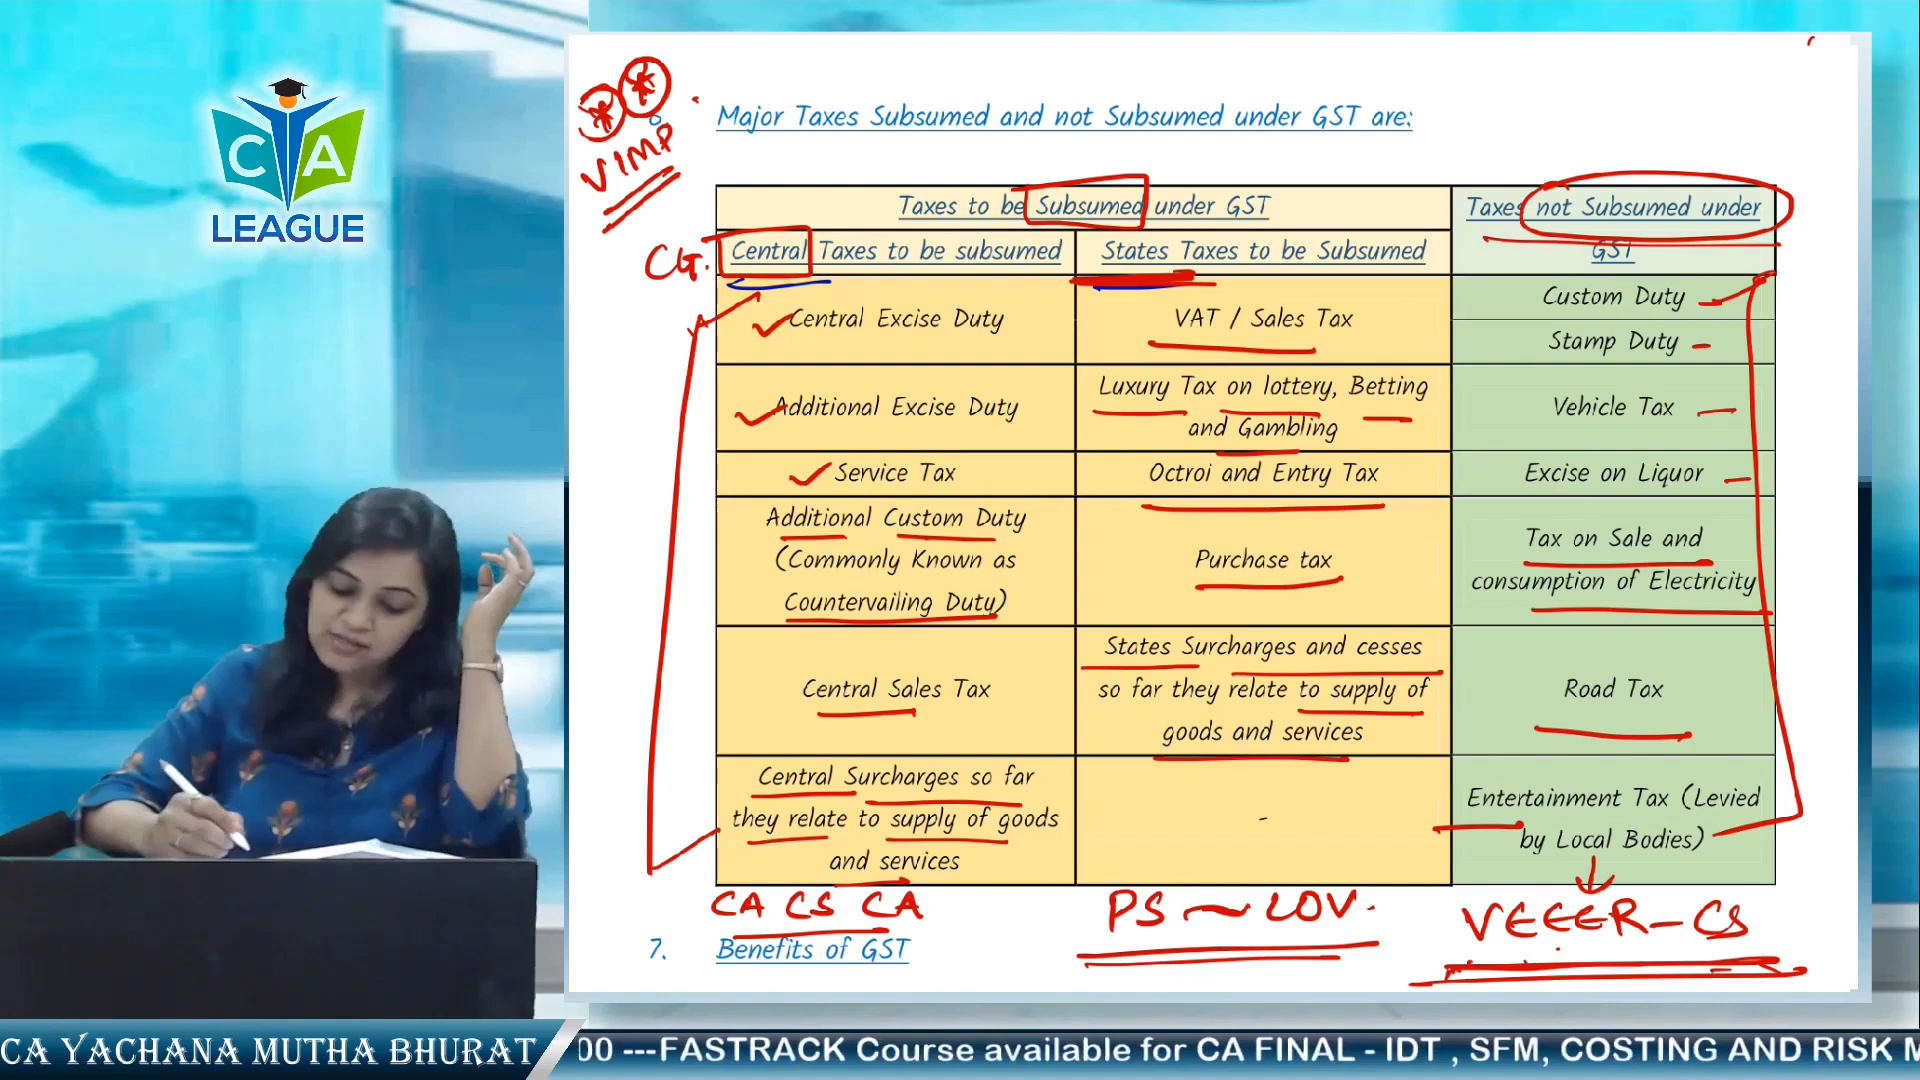 CA
LEAGUE
VIMP
6. Major Taxes Subsumed and not Subsumed under GST are:
Taxes to be Subsumed under GST
Taxes not Subsumed under
GST
CG.
Central Taxes to be subsumed
States Taxes to be Subsumed
Central Excise Duty
VAT / Sales Tax
Custom Duty
Stamp Duty
Additional Excise Duty
Luxury Tax on lottery, Betting
and Gambling
Vehicle Tax
Service Tax
Octroi and Entry Tax
Excise on Liquor
Additional Custom Duty
(Commonly Known as
Countervailing Duty)
Purchase tax
Tax on Sale and
consumption of Electricity
Central Sales Tax
States Surcharges and cesses
so far they relate to supply of
goods and services
Road Tax
Central Surcharges so far
they relate to supply of goods
and services
-
Entertainment Tax (Levied
by Local Bodies)
CA CS CA
PS ~ LOV.
VEEER-CS
7. Benefits of GST
CA YACHANA MUTHA BHURAT
00 ---FASTRACK Course available for CA FINAL - IDT , SFM, COSTING AND RISK M